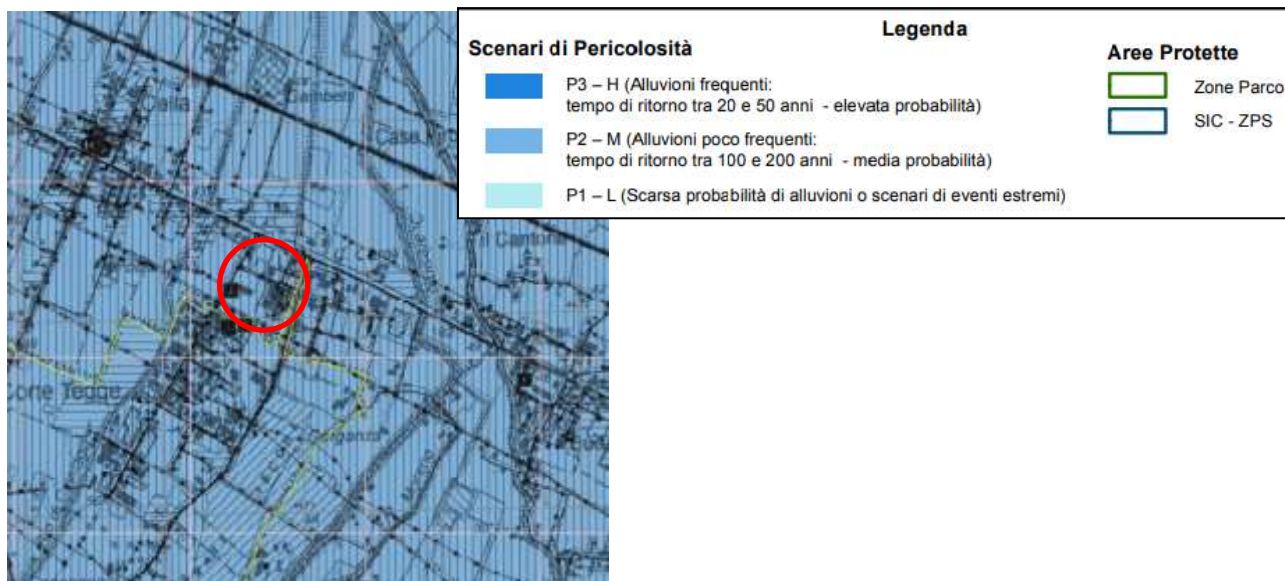 Legenda
Scenari di Pericolosità
P3 – H (Alluvioni frequenti:
tempo di ritorno tra 20 e 50 anni - elevata probabilità)
P2 – M (Alluvioni poco frequenti:
tempo di ritorno tra 100 e 200 anni - media probabilità)
P1 – L (Scarsa probabilità di alluvioni o scenari di eventi estremi)
Aree Protette
Zone Parco
SIC - ZPS
Cella
Case
il Cantone
Corte Tegge